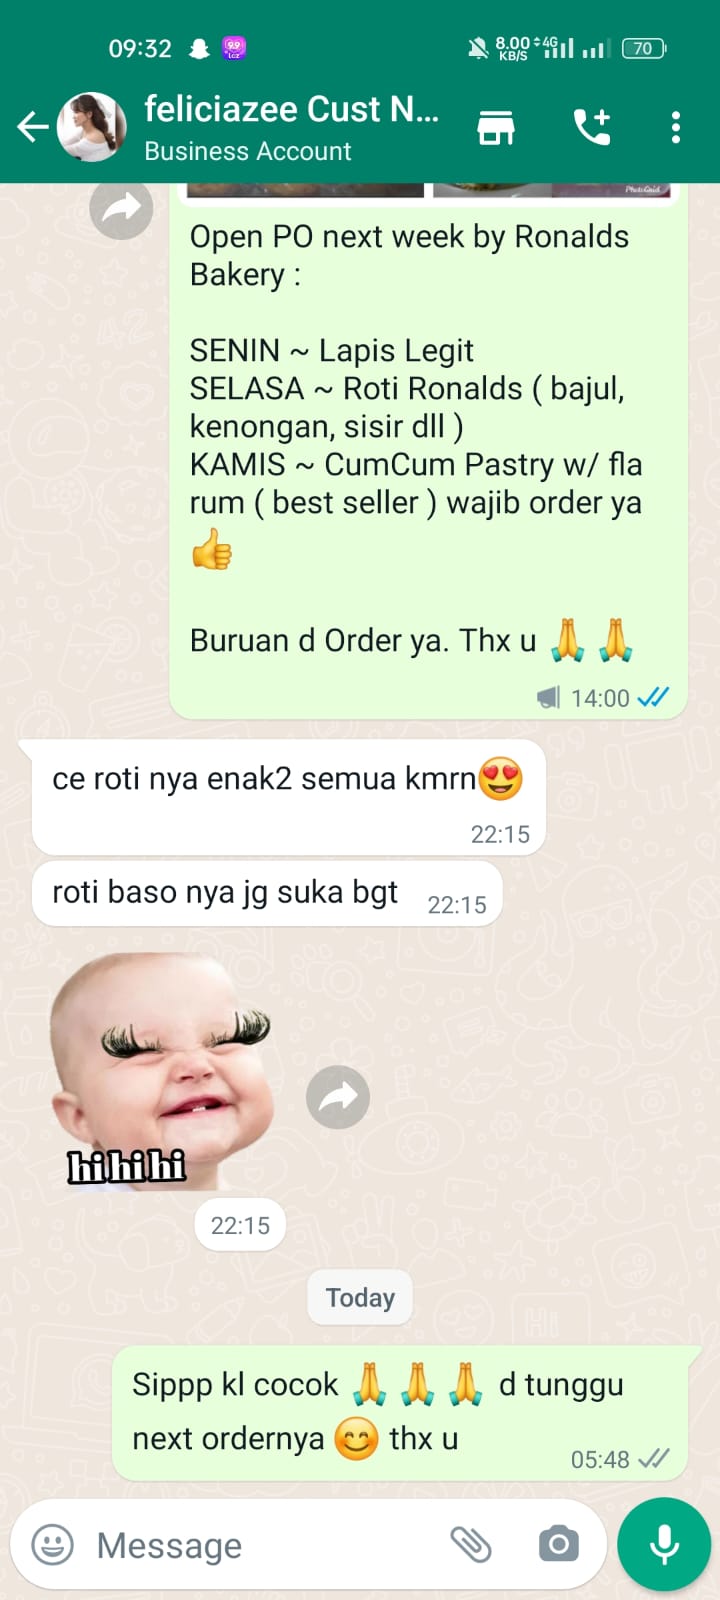 09:32
8.00 KB/S 4G 70
feliciazee Cust N...
Business Account
PhotoGrid
Open PO next week by Ronalds
Bakery :
SENIN ~ Lapis Legit
SELASA ~ Roti Ronalds ( bajul,
kenongan, sisir dll )
KAMIS ~ CumCum Pastry w/ fla
rum ( best seller ) wajib order ya
👍
Buruan d Order ya. Thx u 🙏 🙏
14:00
ce roti nya enak2 semua kmrn😍
22:15
roti baso nya jg suka bgt 22:15
hihihi
22:15
Today
Sippp kl cocok 🙏 🙏 🙏 d tunggu
next ordernya 😊 thx u
05:48
Message